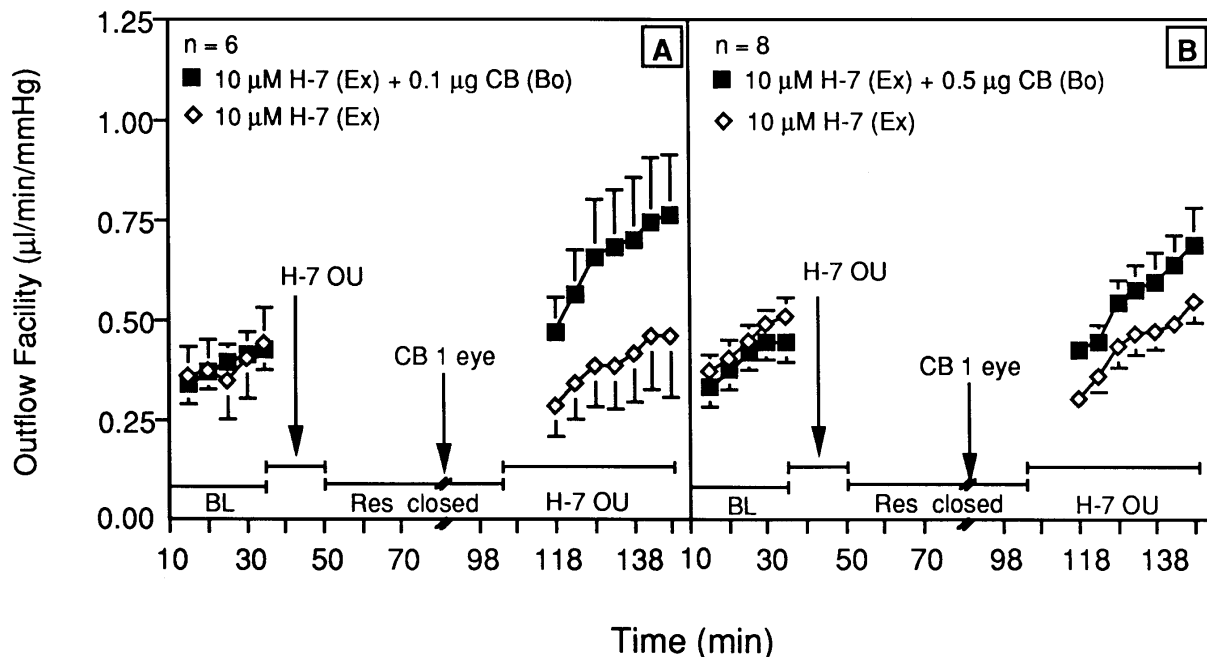 Outflow Facility (µl/min/mmHg)
1.25
1.00
0.75
0.50
0.25
0.00
n = 6
A
10 µM H-7 (Ex) + 0.1 µg CB (Bo)
10 µM H-7 (Ex)
H-7 OU
CB 1 eye
BL
Res closed
H-7 OU
10 30 50 70 98 118 138
n = 8
B
10 µM H-7 (Ex) + 0.5 µg CB (Bo)
10 µM H-7 (Ex)
H-7 OU
CB 1 eye
BL
Res closed
H-7 OU
10 30 50 70 98 118 138
Time (min)